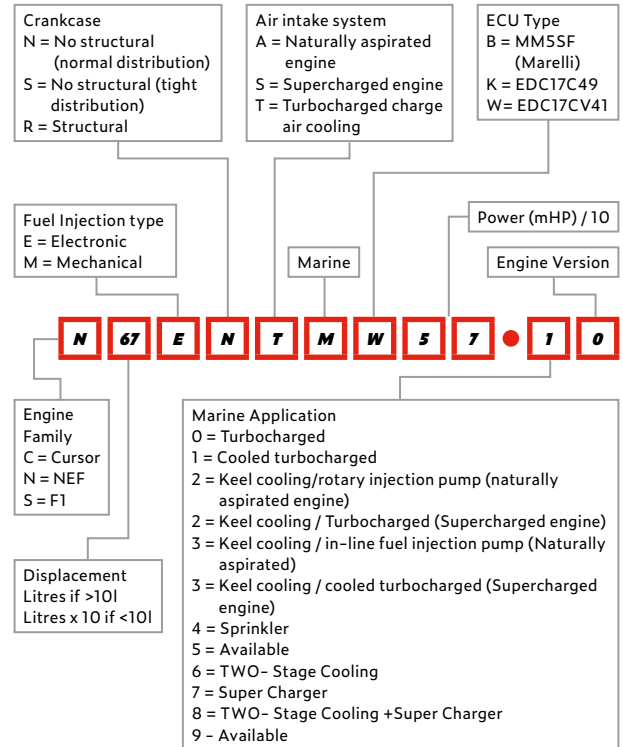 Crankcase
N = No structural
(normal distribution)
S = No structural (tight
distribution)
R = Structural
Air intake system
A = Naturally aspirated
engine
S = Supercharged engine
T = Turbocharged charge
air cooling
ECU Type
B = MM5SF
(Marelli)
K = EDC17C49
W= EDC17CV41
Fuel Injection type
E = Electronic
M = Mechanical
Marine
Power (mHP) / 10
Engine Version
N 67 E N T M W 5 7 • 1 0
Engine
Family
C = Cursor
N = NEF
S = F1
Displacement
Litres if >10l
Litres x 10 if <10l
Marine Application
0 = Turbocharged
1 = Cooled turbocharged
2 = Keel cooling/rotary injection pump (naturally
aspirated engine)
2 = Keel cooling / Turbocharged (Supercharged engine)
3 = Keel cooling / in-line fuel injection pump (Naturally
aspirated)
3 = Keel cooling / cooled turbocharged (Supercharged
engine)
4 = Sprinkler
5 = Available
6 = TWO- Stage Cooling
7 = Super Charger
8 = TWO- Stage Cooling +Super Charger
9 - Available